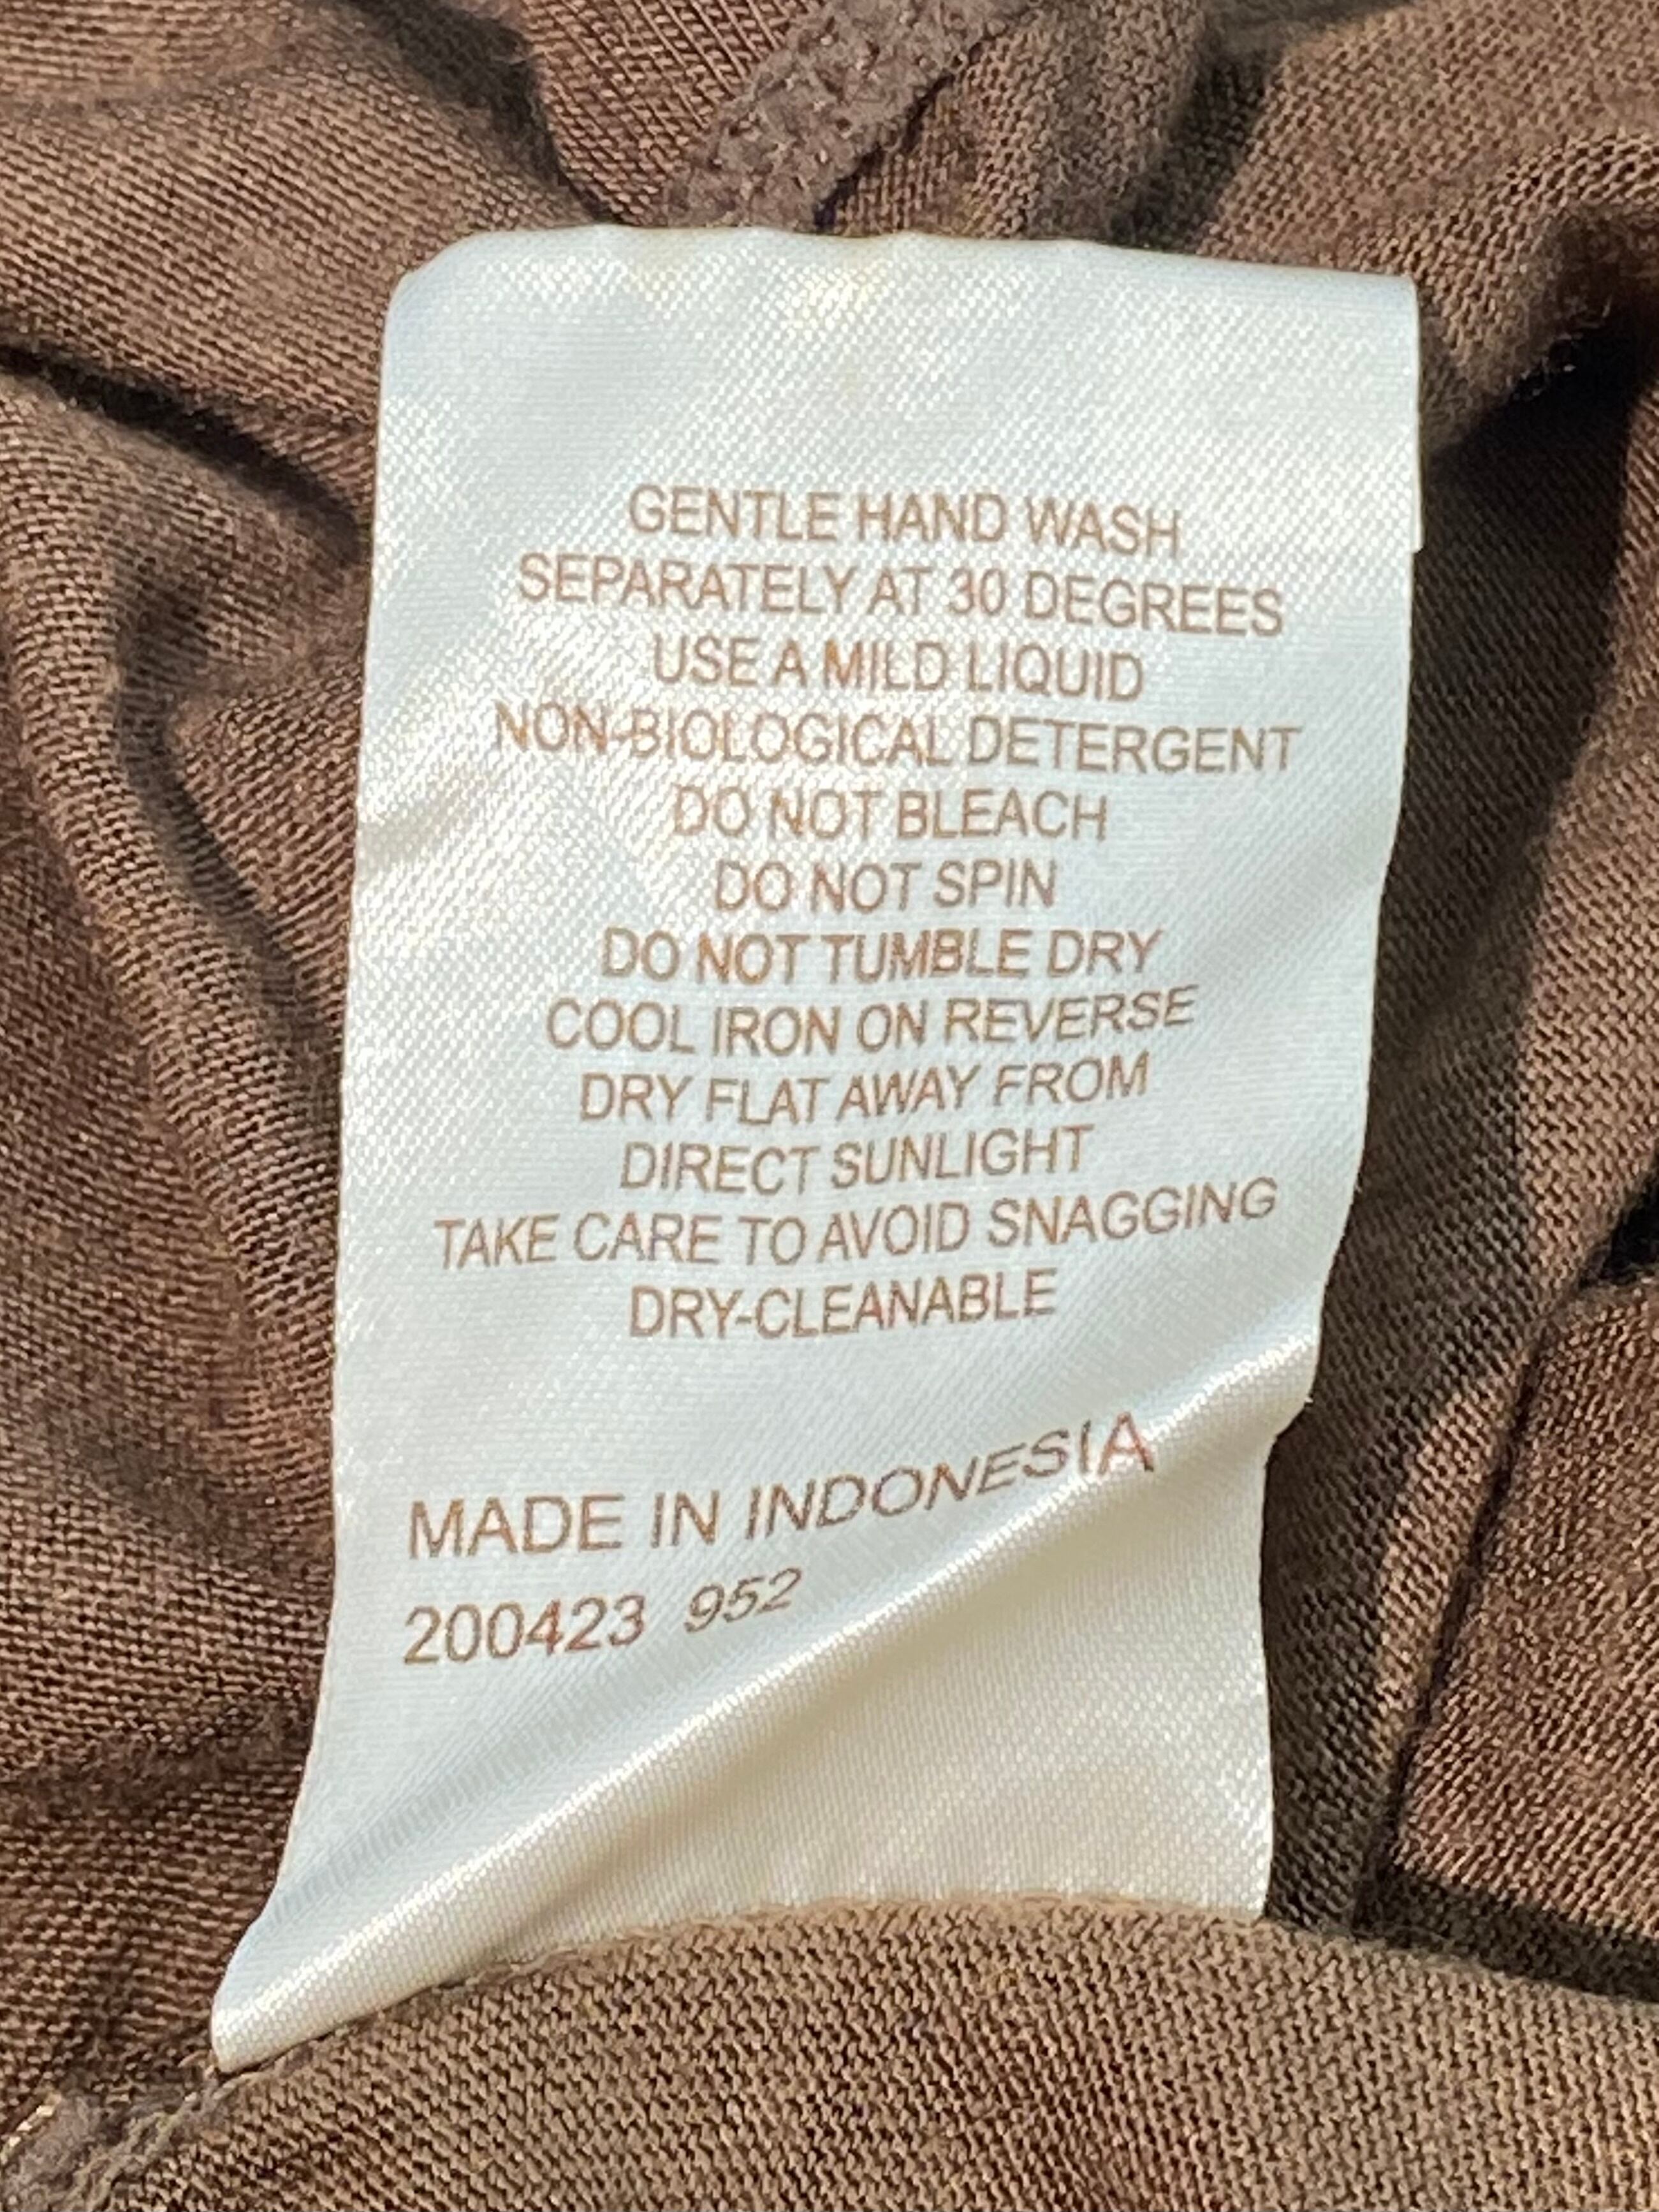 GENTLE HAND WASH
SEPARATELY AT 30 DEGREES
USE A MILD LIQUID
NON-BIOLOGICAL DETERGENT
DO NOT BLEACH
DO NOT SPIN
DO NOT TUMBLE DRY
COOL IRON ON REVERSE
DRY FLAT AWAY FROM
DIRECT SUNLIGHT
TAKE CARE TO AVOID SNAGGING
DRY-CLEANABLE
MADE IN INDONESIA
200423 952